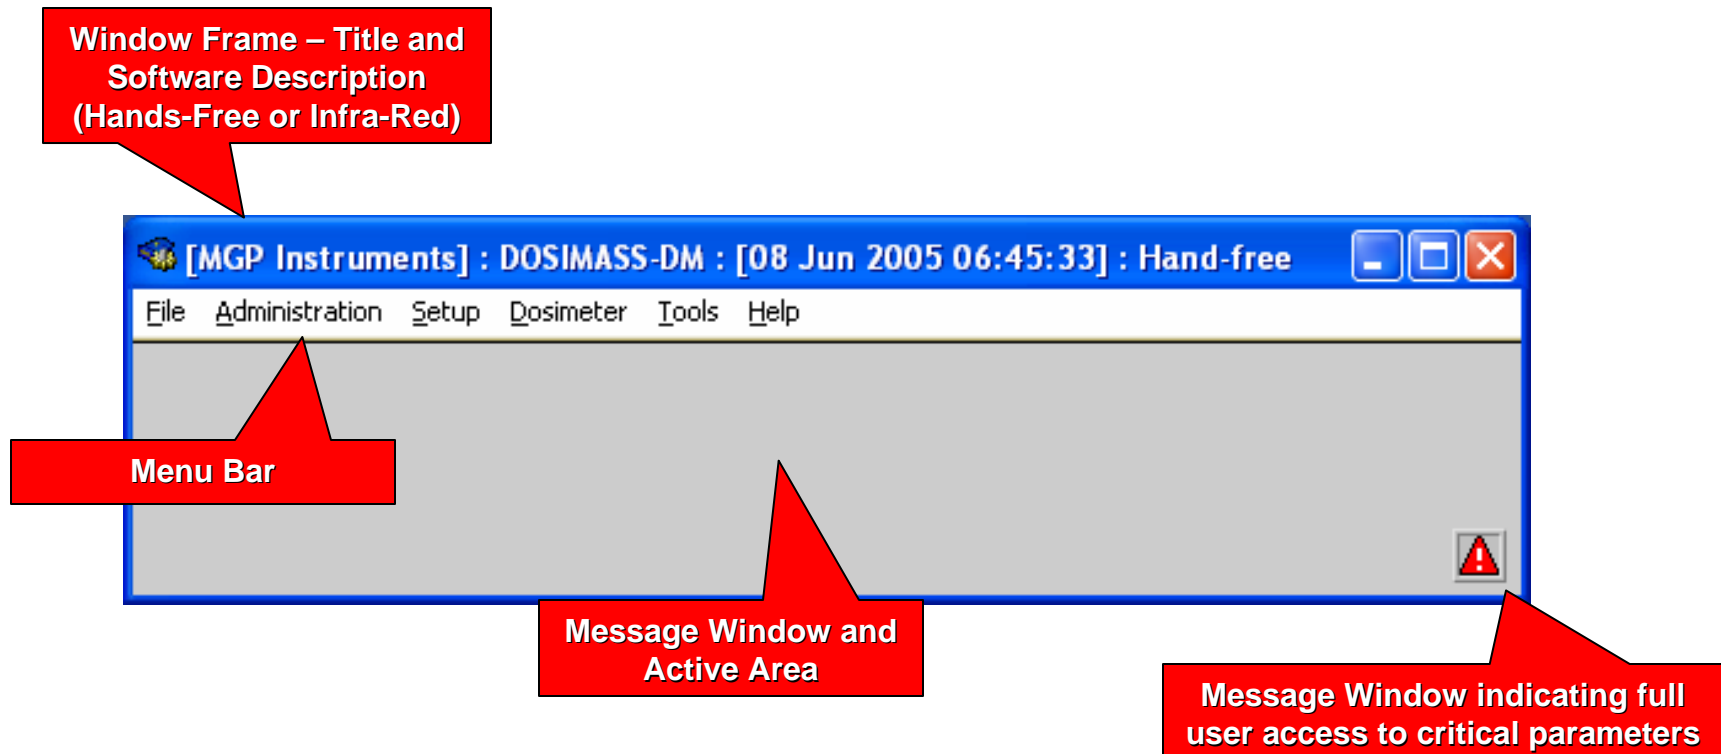 Window Frame – Title and
Software Description
(Hands-Free or Infra-Red)
[MGP Instruments] : DOSIMASS-DM : [08 Jun 2005 06:45:33] : Hand-free
File Administration Setup Dosimeter Tools Help
Menu Bar
Message Window and
Active Area
Message Window indicating full
user access to critical parameters